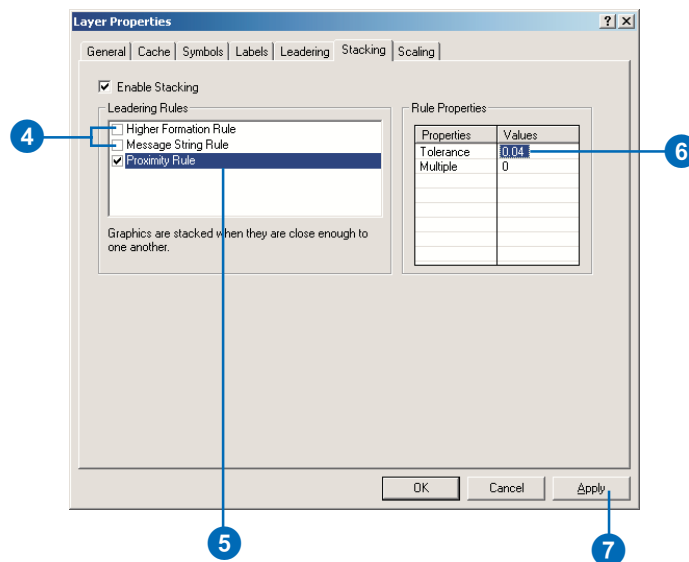 Layer Properties
General Cache Symbols Labels Leadering Stacking Scaling
Enable Stacking
Leadering Rules
Higher Formation Rule
Message String Rule
Proximity Rule
Graphics are stacked when they are close enough to
one another.
Rule Properties
Properties Values
Tolerance 0.04
Multiple 0
4
6
OK Cancel Apply
5
7